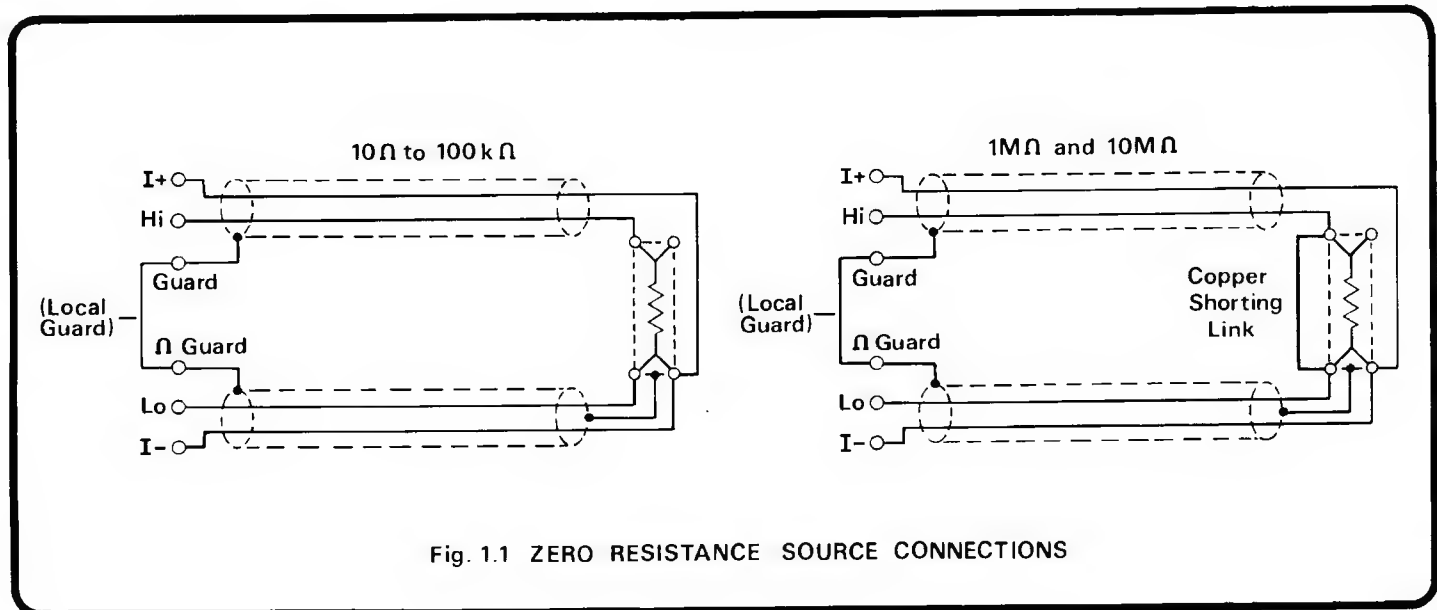 10Ω to 100kΩ
I+
Hi
Guard
(Local
Guard)
Ω Guard
Lo
I-
1MΩ and 10MΩ
I+
Hi
Guard
(Local
Guard)
Ω Guard
Lo
I-
Copper
Shorting
Link
Fig. 1.1 ZERO RESISTANCE SOURCE CONNECTIONS